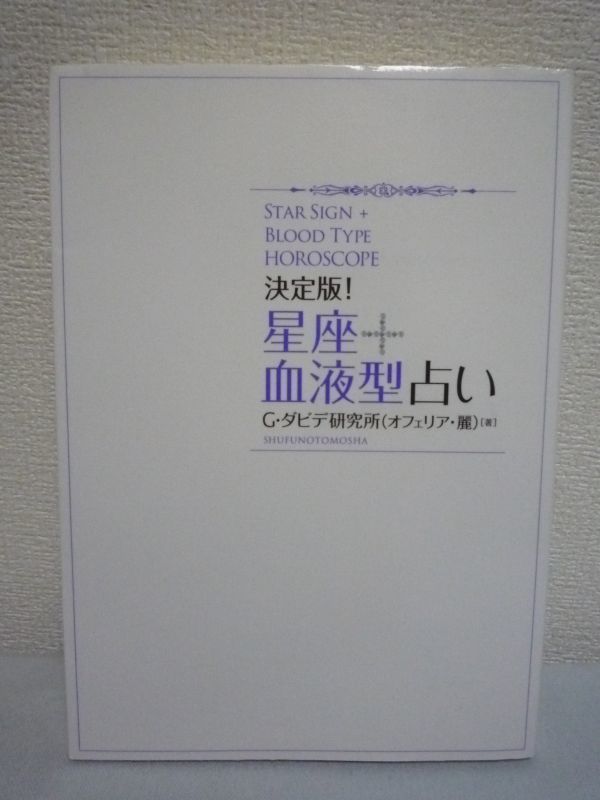 STAR SIGN +
BLOOD TYPE
HOROSCOPE
決定版!
星座+
血液型占い
G・ダビデ研究所(オフェリア・麗)[著]
SHUFUNOTOMOSHA